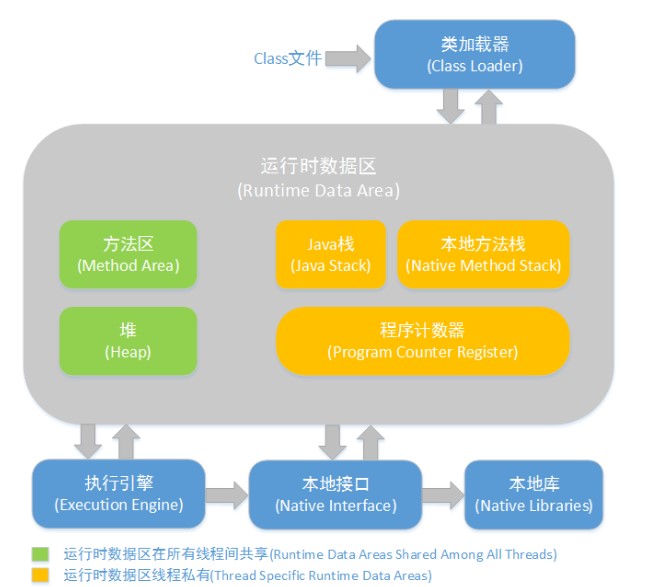 Class文件
类加载器
(Class Loader)
运行时数据区
(Runtime Data Area)
方法区
(Method Area)
Java栈
(Java Stack)
本地方法栈
(Native Method Stack)
堆
(Heap)
程序计数器
(Program Counter Register)
执行引擎
(Execution Engine)
本地接口
(Native Interface)
本地库
(Native Libraries)
运行时数据区在所有线程间共享(Runtime Data Areas Shared Among All Threads)
运行时数据区线程私有(Thread Specific Runtime Data Areas)